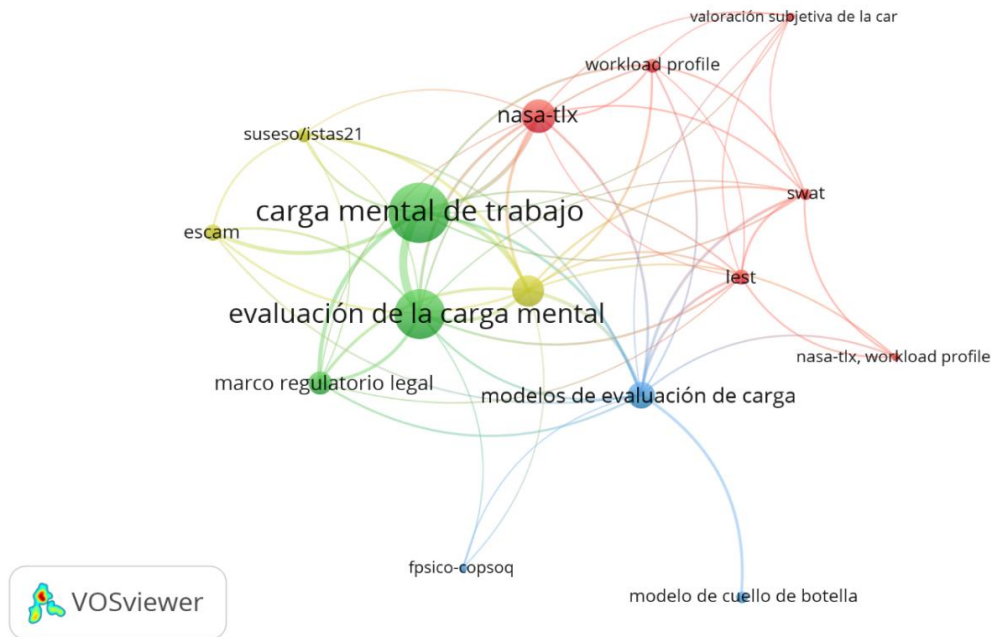 valoración subjetiva de la car
workload profile
nasa-tlx
suseso/istas21
swat
carga mental de trabajo
escam
lest
evaluación de la carga mental
nasa-tlx, workload profile
marco regulatorio legal
modelos de evaluación de carga
fpsico-copsoq
modelo de cuello de botella
VOSviewer